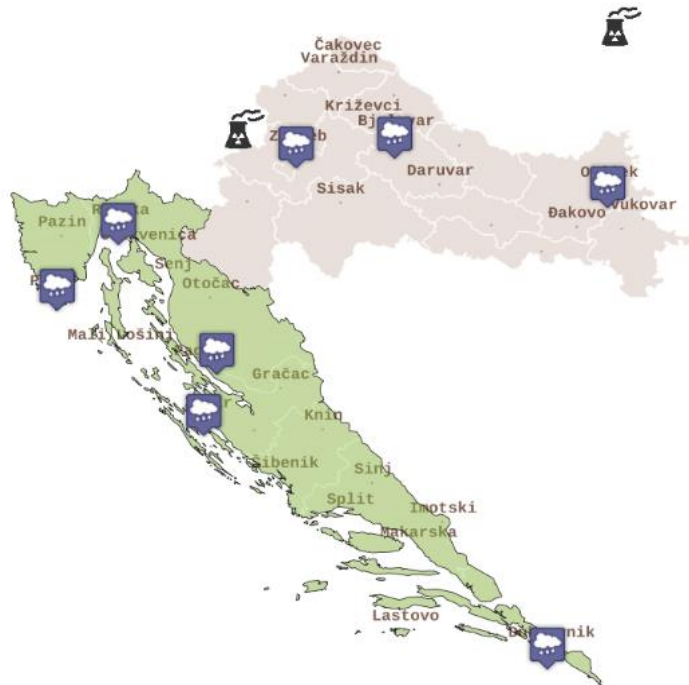 Čakovec
Varaždin
Križevci
Daruvar
Sisak
Đakovo
Vukovar
Pazin
Senj
Otočac
Gračac
Knin
Šibenik
Sinj
Split
Imotski
Makarska
Lastovo